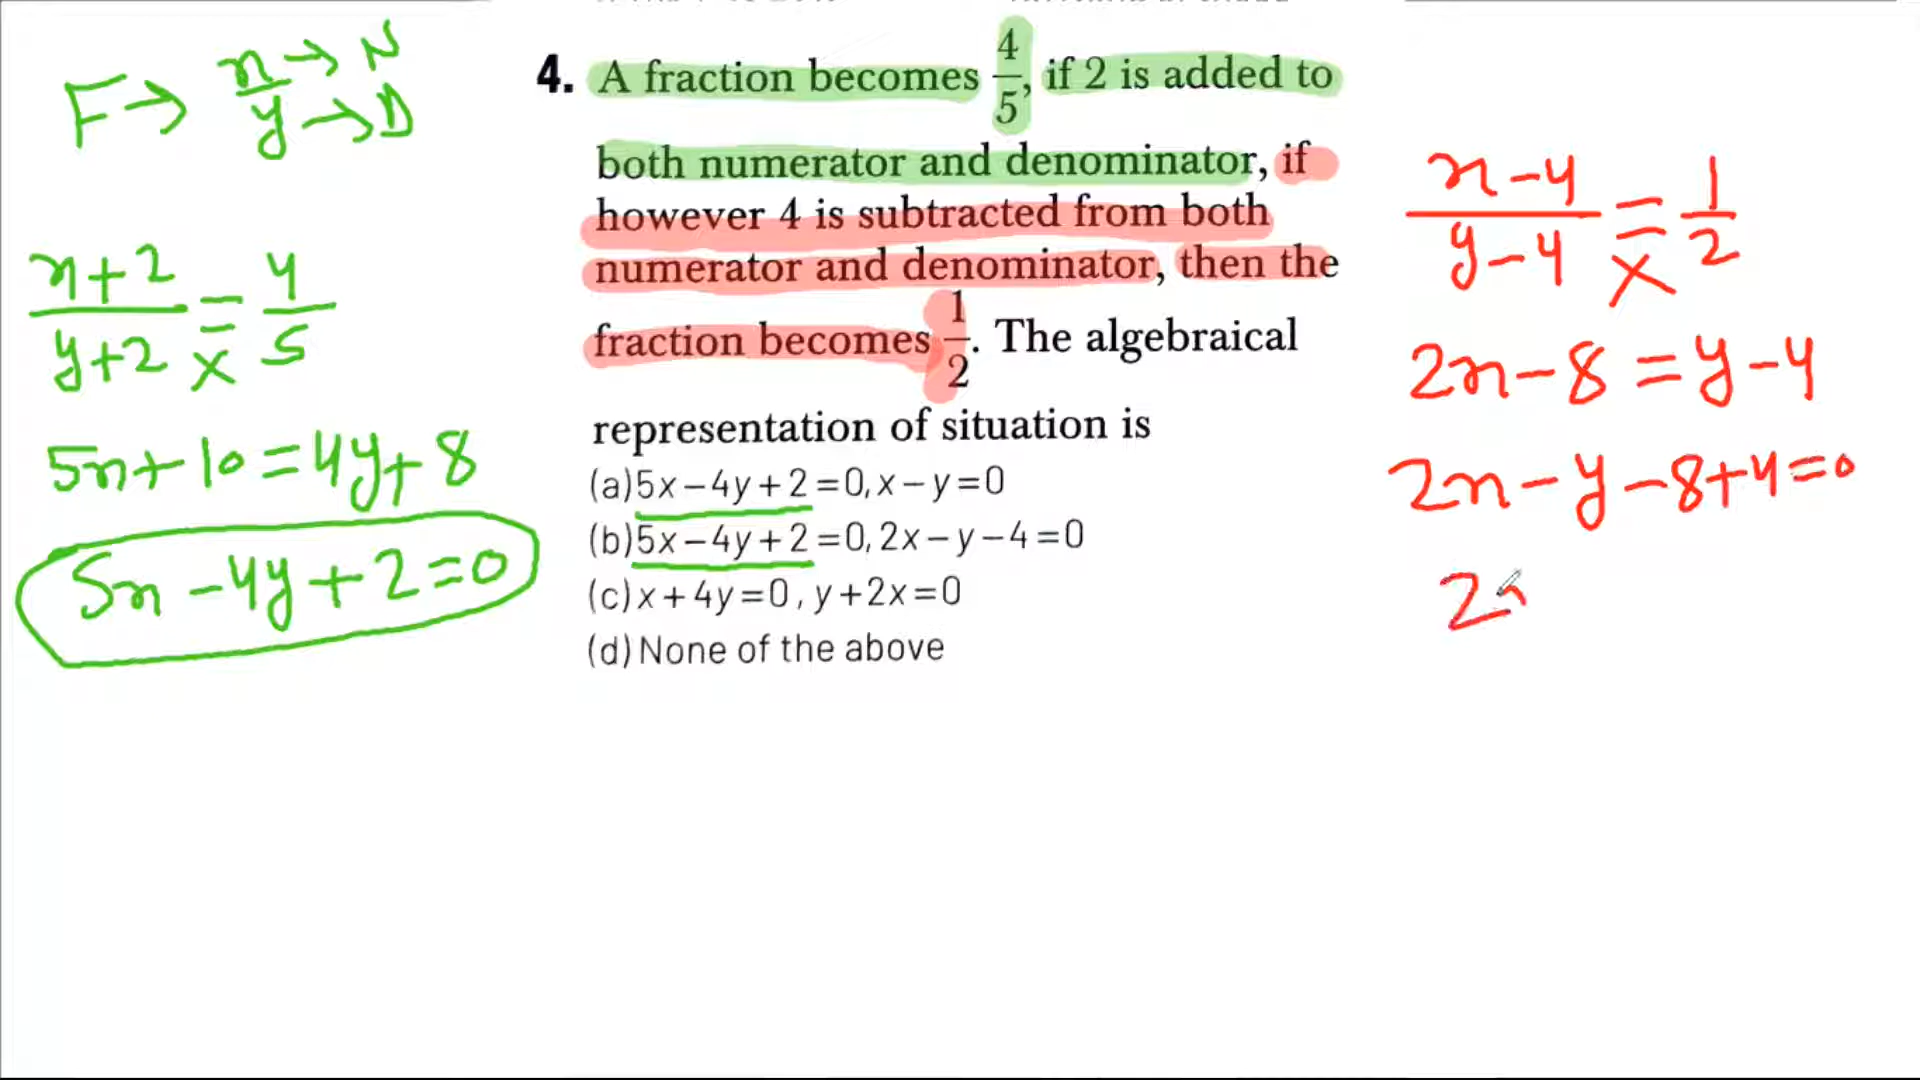 F → x/y → N
→ D
(x+2)/(y+2) = 4/5
×
5x+10=4y+8
5x-4y+2=0
4. A fraction becomes 4/5, if 2 is added to
both numerator and denominator, if
however 4 is subtracted from both
numerator and denominator, then the
fraction becomes 1/2. The algebraical
representation of situation is
(a) 5x-4y+2=0, x-y=0
(b) 5x-4y+2=0, 2x-y-4=0
(c) x+4y=0, y+2x=0
(d) None of the above
(x-4)/(y-4) = 1/2
×
2x-8=y-4
2x-y-8+4=0
2